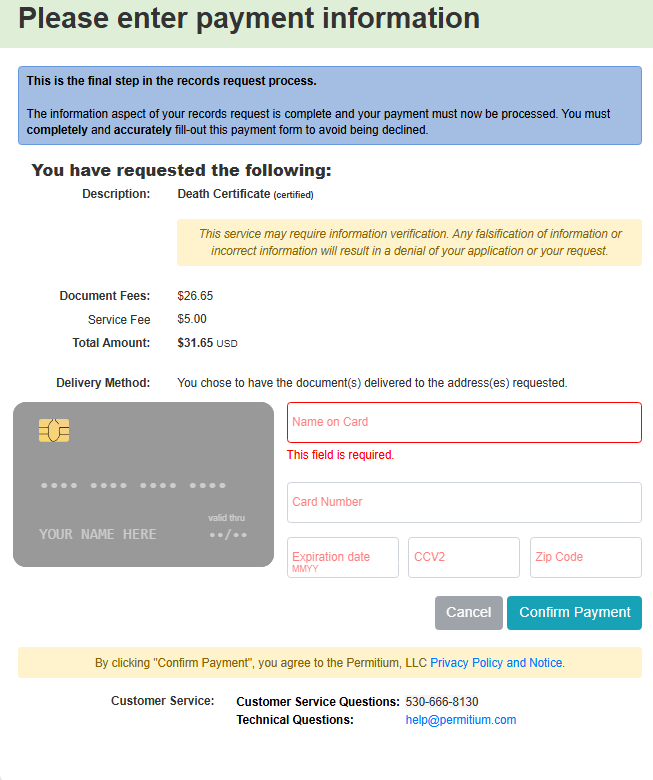 Please enter payment information
This is the final step in the records request process.
The information aspect of your records request is complete and your payment must now be processed. You must
completely and accurately fill-out this payment form to avoid being declined.
You have requested the following:
Description: Death Certificate (certified)
This service may require information verification. Any falsification of information or
incorrect information will result in a denial of your application or your request.
Document Fees: $26.65
Service Fee $5.00
Total Amount: $31.65 USD
Delivery Method: You chose to have the document(s) delivered to the address(es) requested.
Name on Card
This field is required.
•••• •••• •••• ••••
valid thru
YOUR NAME HERE ••/••
Card Number
Expiration date
MMYY
CCV2
Zip Code
Cancel
Confirm Payment
By clicking "Confirm Payment", you agree to the Permitium, LLC Privacy Policy and Notice.
Customer Service: Customer Service Questions: 530-666-8130
Technical Questions: help@permitium.com